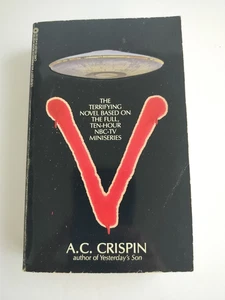 THE
TERRIFYING
NOVEL BASED ON
THE FULL,
TEN-HOUR
NBC-TV
MINISERIES
V
A.C. CRISPIN
author of Yesterday's Son